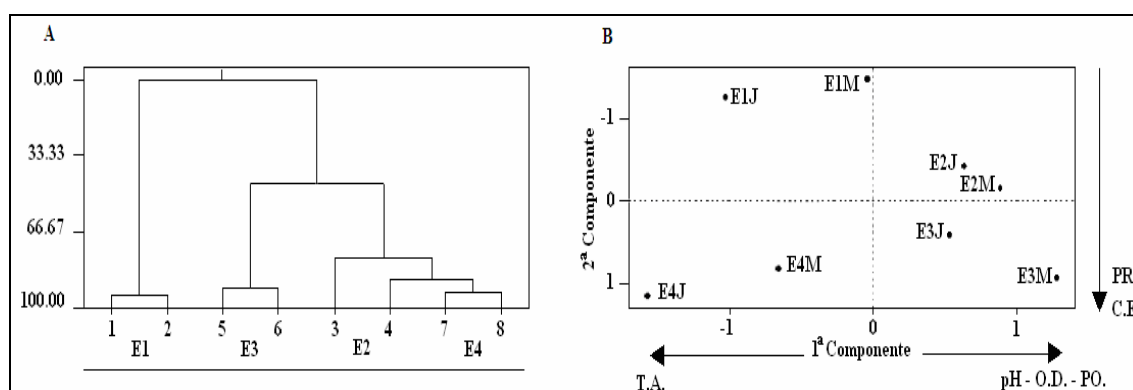 A
0.00
33.33
66.67
100.00
1 2 5 6 3 4 7 8
E1 E3 E2 E4
B
E1J
E1M
E2J
E2M
E3J
E3M
E4M
E4J
-1
0
1
2ª Componente
-1 0 1
1ª Componente
T.A.
pH - O.D. - PO.
PR
C.E